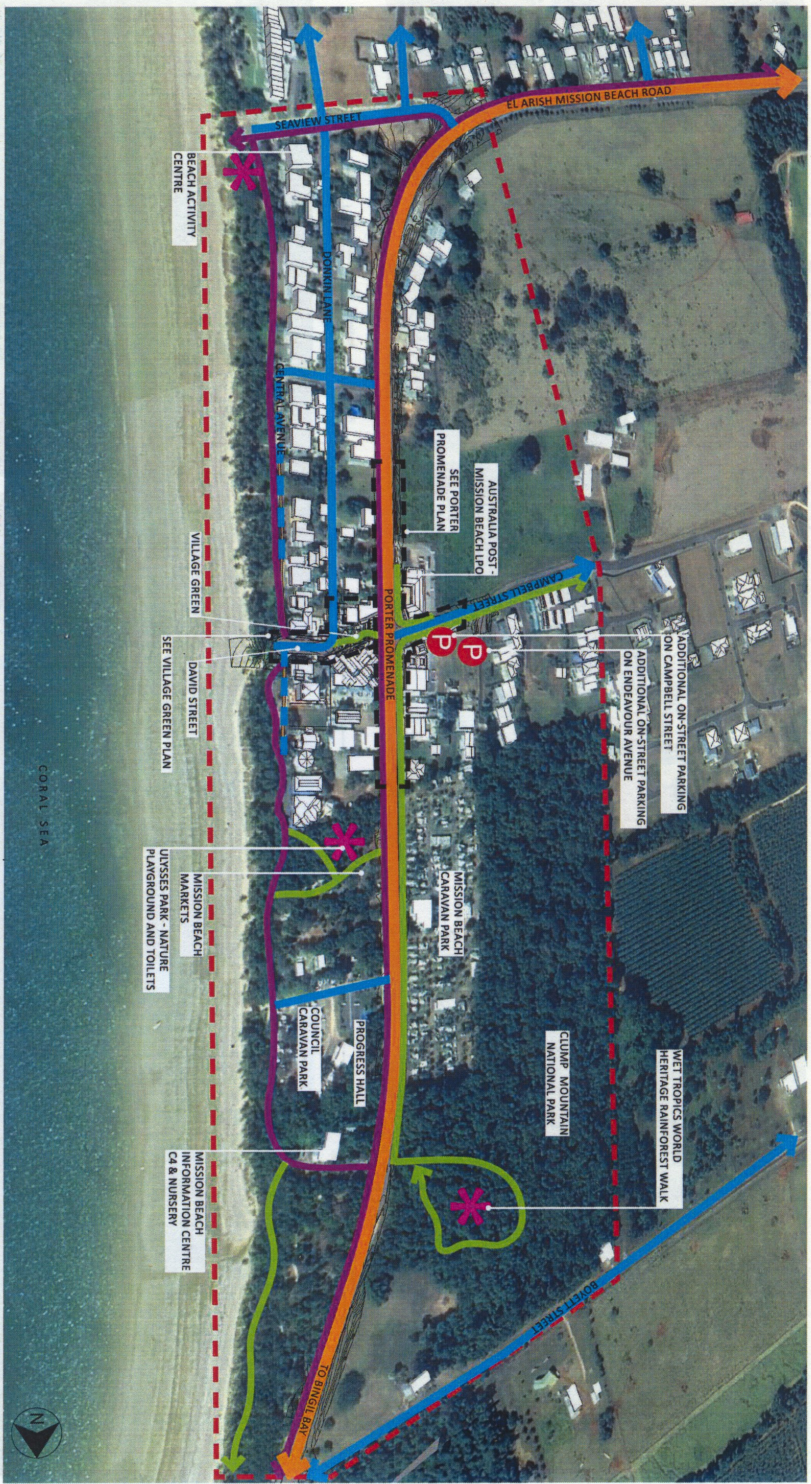 EL ARISH MISSION BEACH ROAD
SEAVIEW STREET
BEACH ACTIVITY
CENTRE
DONKIN LANE
CENTRAL AVENUE
SEE PORTER
PROMENADE PLAN
AUSTRALIA POST -
MISSION BEACH LPO
CAMPBELL STREET
PORTER PROMENADE
P
P
ADDITIONAL ON-STREET PARKING
ON CAMPBELL STREET
ADDITIONAL ON-STREET PARKING
ON ENDEAVOUR AVENUE
VILLAGE GREEN
DAVID STREET
SEE VILLAGE GREEN PLAN
MISSION BEACH
CARAVAN PARK
MISSION BEACH
MARKETS
ULYSSES PARK - NATURE
PLAYGROUND AND TOILETS
CORAL SEA
COUNCIL
CARAVAN PARK
PROGRESS HALL
CLUMP MOUNTAIN
NATIONAL PARK
WET TROPICS WORLD
HERITAGE RAINFOREST WALK
MISSION BEACH
INFORMATION CENTRE
C4 & NURSERY
BOYETT STREET
TO BINGIL BAY
N